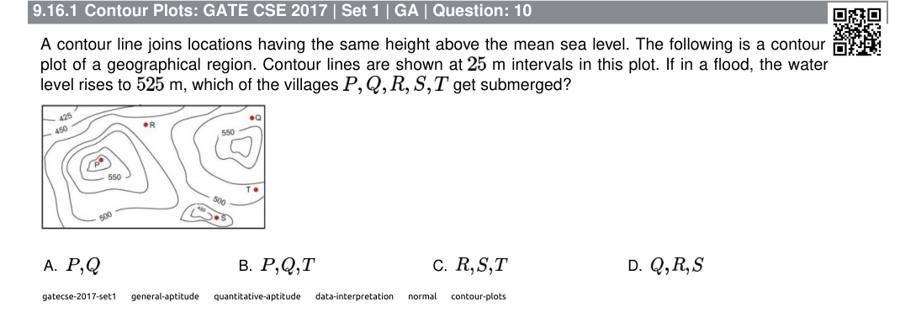 9.16.1 Contour Plots: GATE CSE 2017 | Set 1 | GA | Question: 10
A contour line joins locations having the same height above the mean sea level. The following is a contour
plot of a geographical region. Contour lines are shown at 25 m intervals in this plot. If in a flood, the water
level rises to 525 m, which of the villages P, Q, R, S, T get submerged?
425
450
R
Q
550
P
550
T
500
500
450
S
A. P,Q
B. P,Q,T
C. R,S,T
D. Q,R,S
gatecse-2017-set1 general-aptitude quantitative-aptitude data-interpretation normal contour-plots